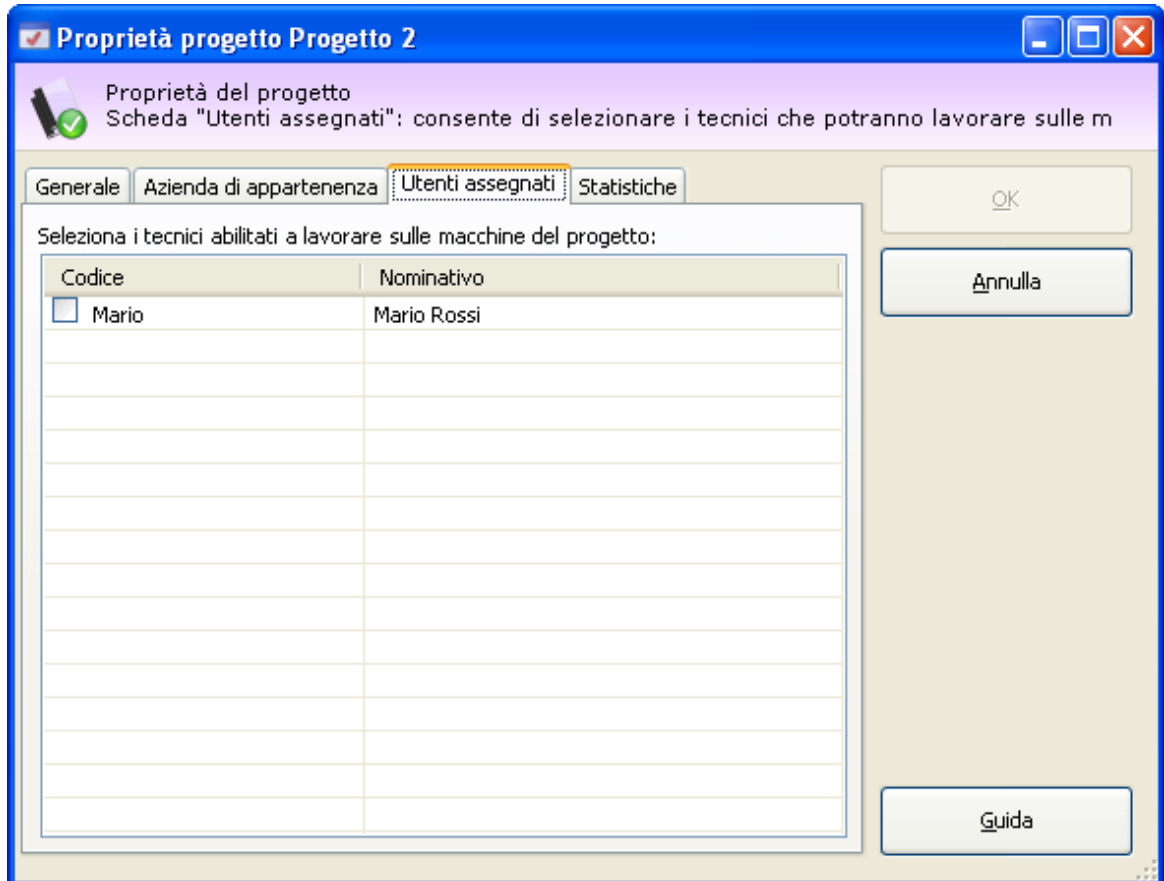 Proprietà progetto Progetto 2
Proprietà del progetto
Scheda "Utenti assegnati": consente di selezionare i tecnici che potranno lavorare sulle m
Generale Azienda di appartenenza Utenti assegnati Statistiche
OK
Seleziona i tecnici abilitati a lavorare sulle macchine del progetto:
Annulla
Codice Nominativo
Mario Mario Rossi
Guida